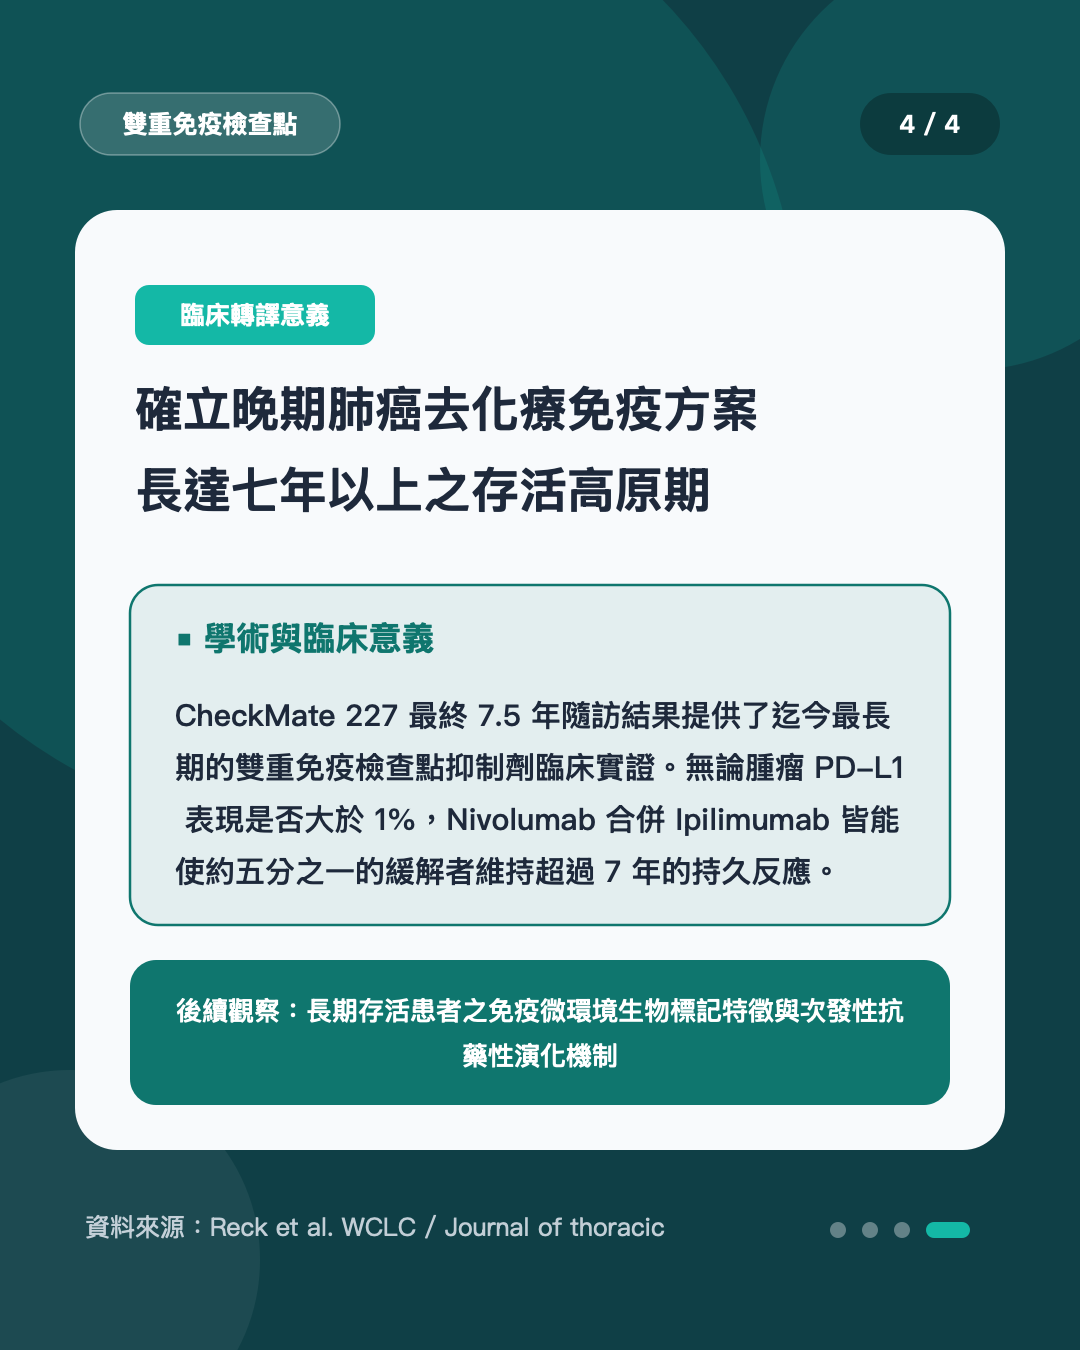 雙重免疫檢查點
4 / 4
臨床轉譯意義
確立晚期肺癌去化療免疫方案
長達七年以上之存活高原期
▪ 學術與臨床意義
CheckMate 227 最終 7.5 年隨訪結果提供了迄今最長
期的雙重免疫檢查點抑制劑臨床實證。無論腫瘤 PD-L1
表現是否大於 1%，Nivolumab 合併 Ipilimumab 皆能
使約五分之一的緩解者維持超過 7 年的持久反應。
後續觀察：長期存活患者之免疫微環境生物標記特徵與次發性抗
藥性演化機制
資料來源：Reck et al. WCLC / Journal of thoracic